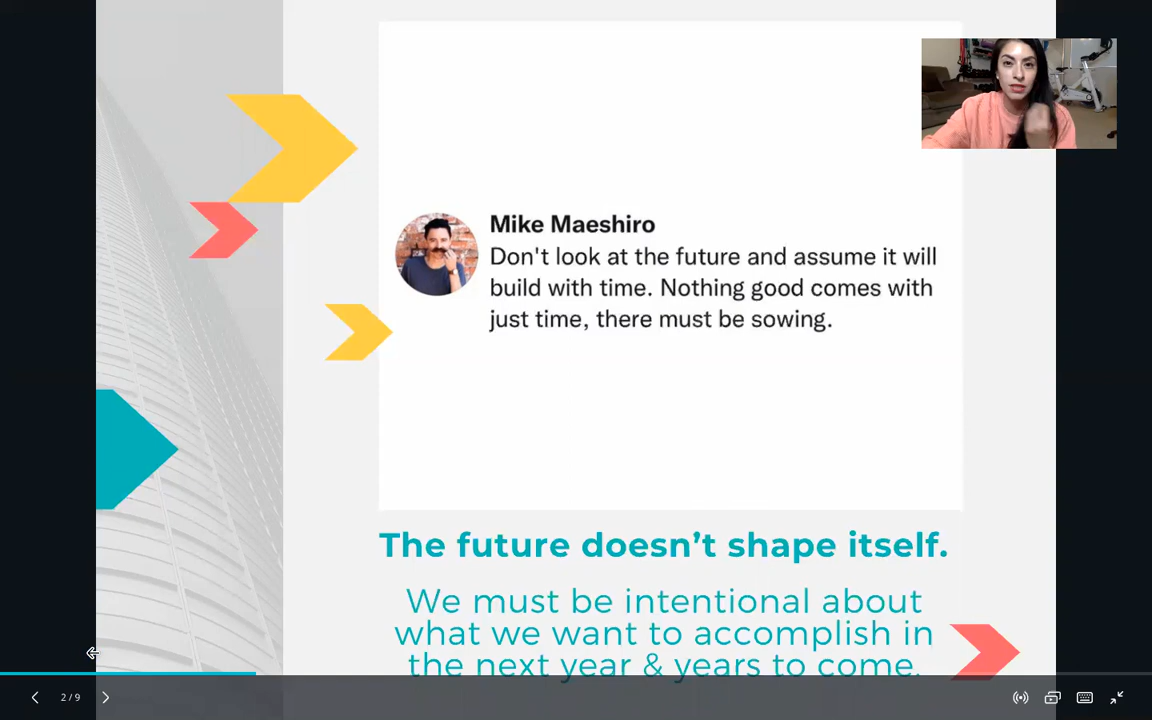 Mike Maeshiro
Don't look at the future and assume it will
build with time. Nothing good comes with
just time, there must be sowing.
The future doesn’t shape itself.
We must be intentional about
what we want to accomplish in
the next year & years to come.
2 / 9